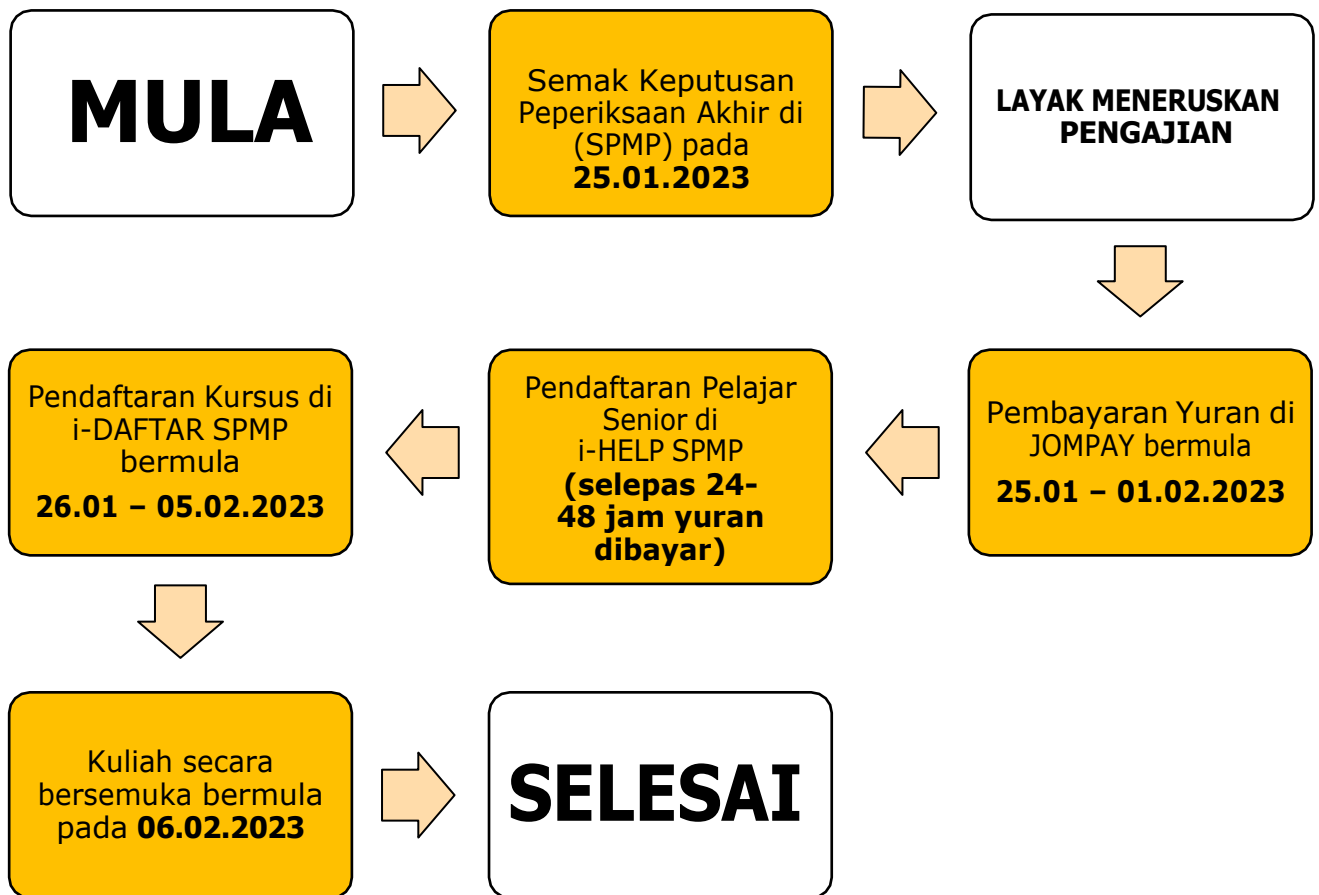 MULA
Semak Keputusan
Peperiksaan Akhir di
(SPMP) pada
25.01.2023
LAYAK MENERUSKAN
PENGAJIAN
Pembayaran Yuran di
JOMPAY bermula
25.01 – 01.02.2023
Pendaftaran Pelajar
Senior di
i-HELP SPMP
(selepas 24-
48 jam yuran
dibayar)
Pendaftaran Kursus di
i-DAFTAR SPMP
bermula
26.01 – 05.02.2023
Kuliah secara
bersemuka bermula
pada 06.02.2023
SELESAI